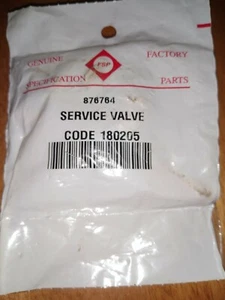 GENUINE FACTORY
FSP
SPECIFICATION PARTS
876764
SERVICE VALVE
CODE 180205